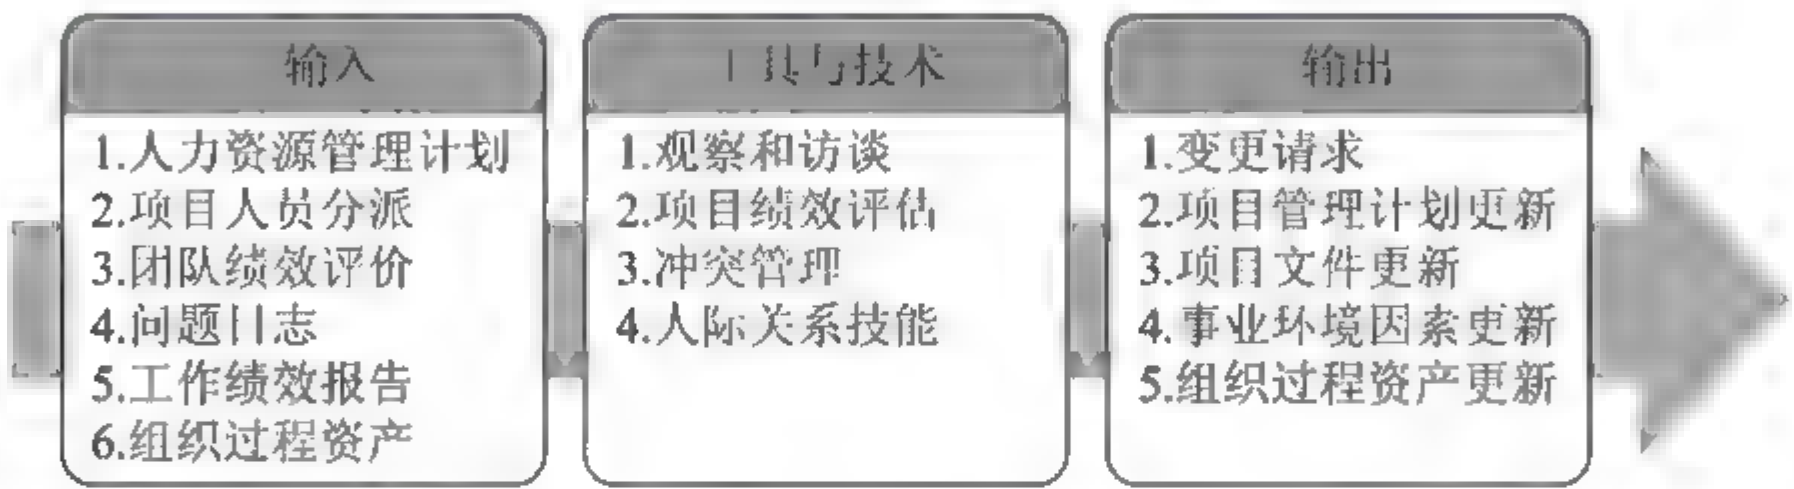 输入
1.人力资源管理计划
2.项目人员分派
3.团队绩效评价
4.问题日志
5.工作绩效报告
6.组织过程资产
工具与技术
1.观察和访谈
2.项目绩效评估
3.冲突管理
4.人际关系技能
输出
1.变更请求
2.项目管理计划更新
3.项目文件更新
4.事业环境因素更新
5.组织过程资产更新